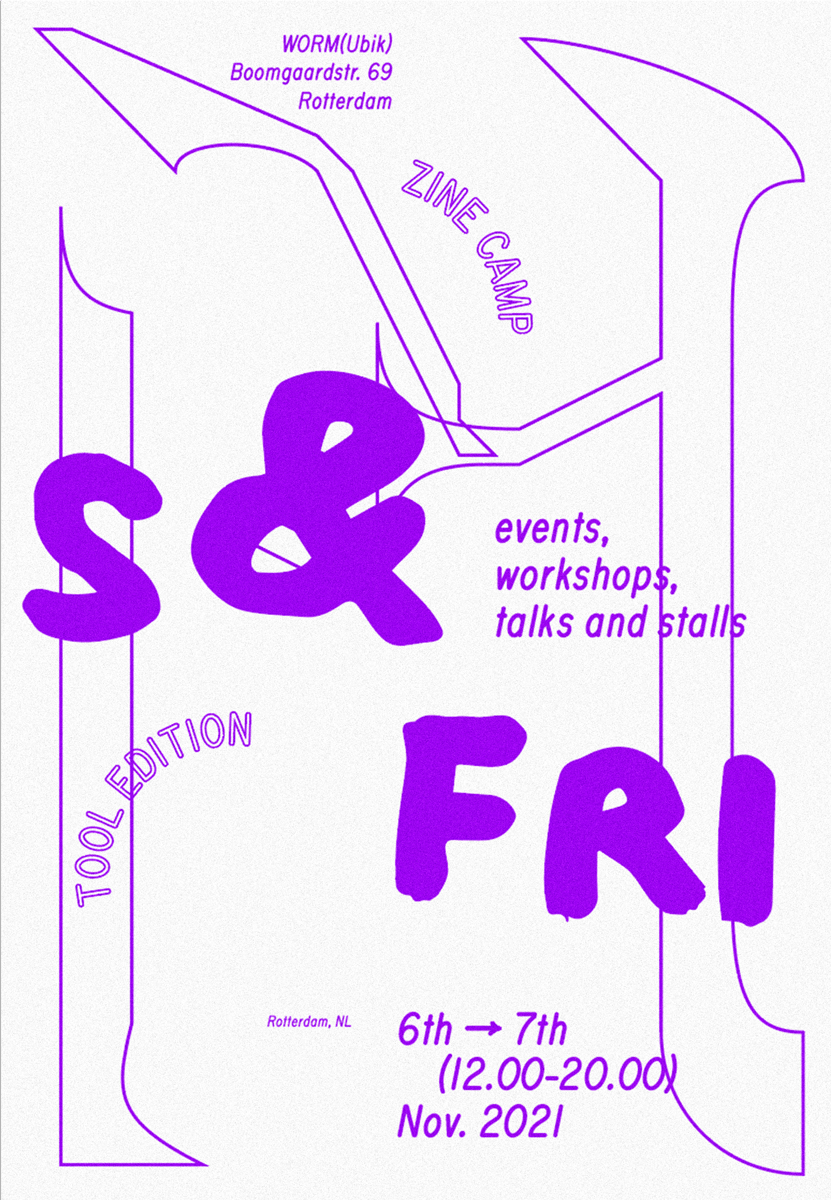 WORM(Ubik)
Boomgaardstr. 69
Rotterdam
ZINE CAMP
S &
events,
workshops,
talks and stalls
FRI
TOOL EDITION
Rotterdam, NL
6th → 7th
(12.00-20.00)
Nov. 2021